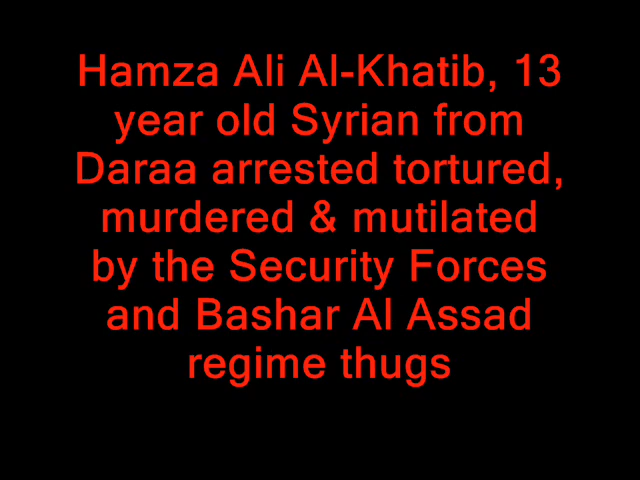 Hamza Ali Al-Khatib, 13
year old Syrian from
Daraa arrested tortured,
murdered & mutilated
by the Security Forces
and Bashar Al Assad
regime thugs